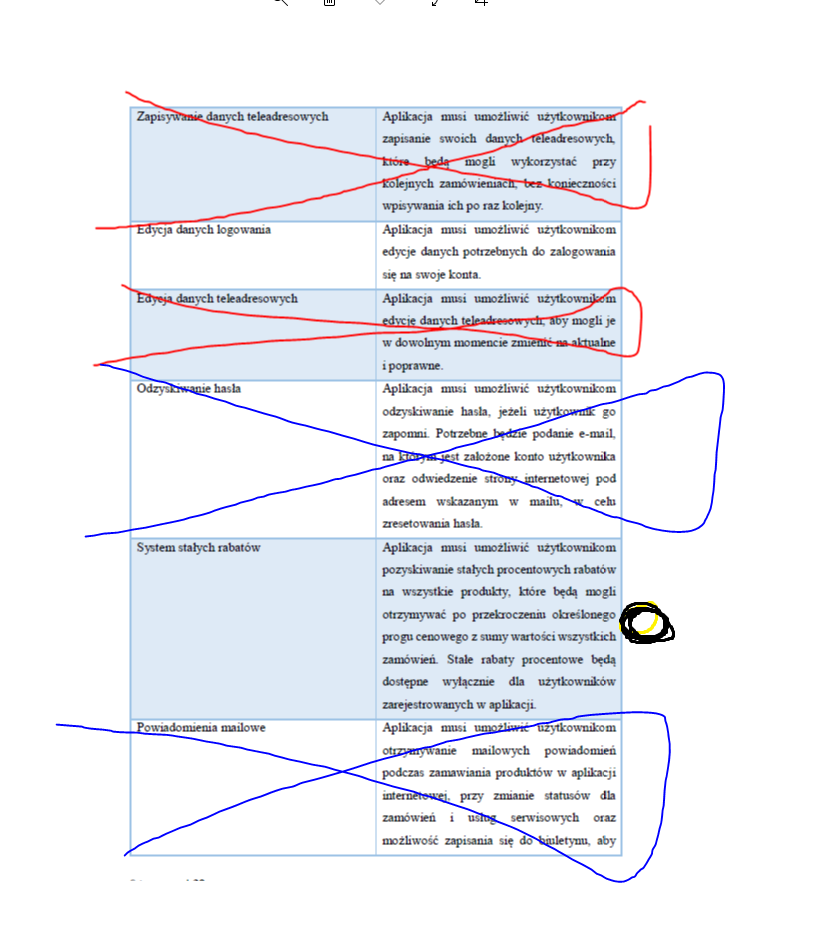 Zapisywanie danych teleadresowych
Aplikacja musi umożliwić użytkownikom
zapisanie swoich danych teleadresowych,
które będą mogli wykorzystać przy
kolejnych zamówieniach, bez konieczności
wpisywania ich po raz kolejny.
Edycja danych logowania
Aplikacja musi umożliwić użytkownikom
edycje danych potrzebnych do zalogowania
się na swoje konta.
Edycja danych teleadresowych
Aplikacja musi umożliwić użytkownikom
edycję danych teleadresowych, aby mogli je
w dowolnym momencie zmienić na aktualne
i poprawne.
Odzyskiwanie hasła
Aplikacja musi umożliwić użytkownikom
odzyskiwanie hasła, jeżeli użytkownik go
zapomni. Potrzebne będzie podanie e-mail,
na którym jest założone konto użytkownika
oraz odwiedzenie strony internetowej pod
adresem wskazanym w mailu, w celu
zresetowania hasła.
System stałych rabatów
Aplikacja musi umożliwić użytkownikom
pozyskiwanie stałych procentowych rabatów
na wszystkie produkty, które będą mogli
otrzymywać po przekroczeniu określonego
progu cenowego z sumy wartości wszystkich
zamówień. Stałe rabaty procentowe będą
dostępne wyłącznie dla użytkowników
zarejestrowanych w aplikacji.
Powiadomienia mailowe
Aplikacja musi umożliwić użytkownikom
otrzymywanie mailowych powiadomień
podczas zamawiania produktów w aplikacji
internetowej, przy zmianie statusów dla
zamówień i usług serwisowych oraz
możliwość zapisania się do biuletynu, aby